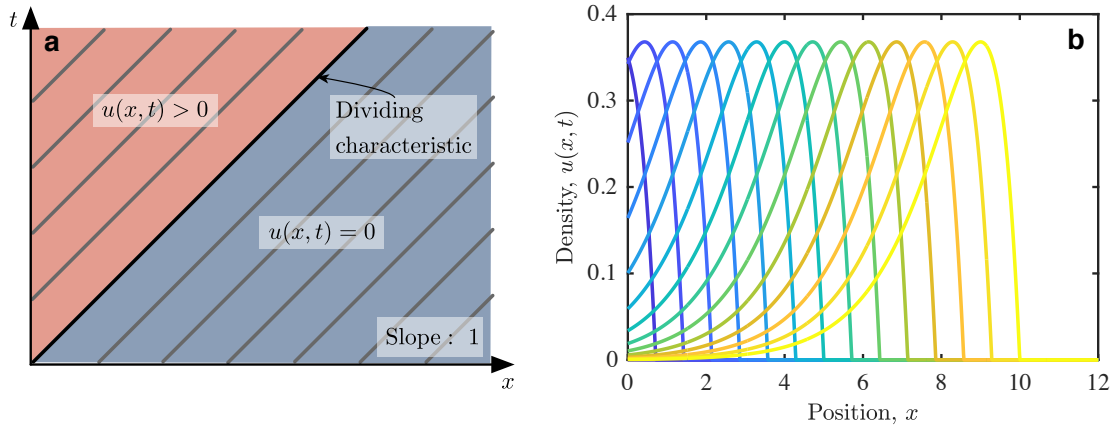 t
a
u(x, t) > 0
Dividing
characteristic
u(x, t) = 0
Slope : 1
x
b
Density, u(x, t)
0.4
0.3
0.2
0.1
0
0 2 4 6 8 10 12
Position, x